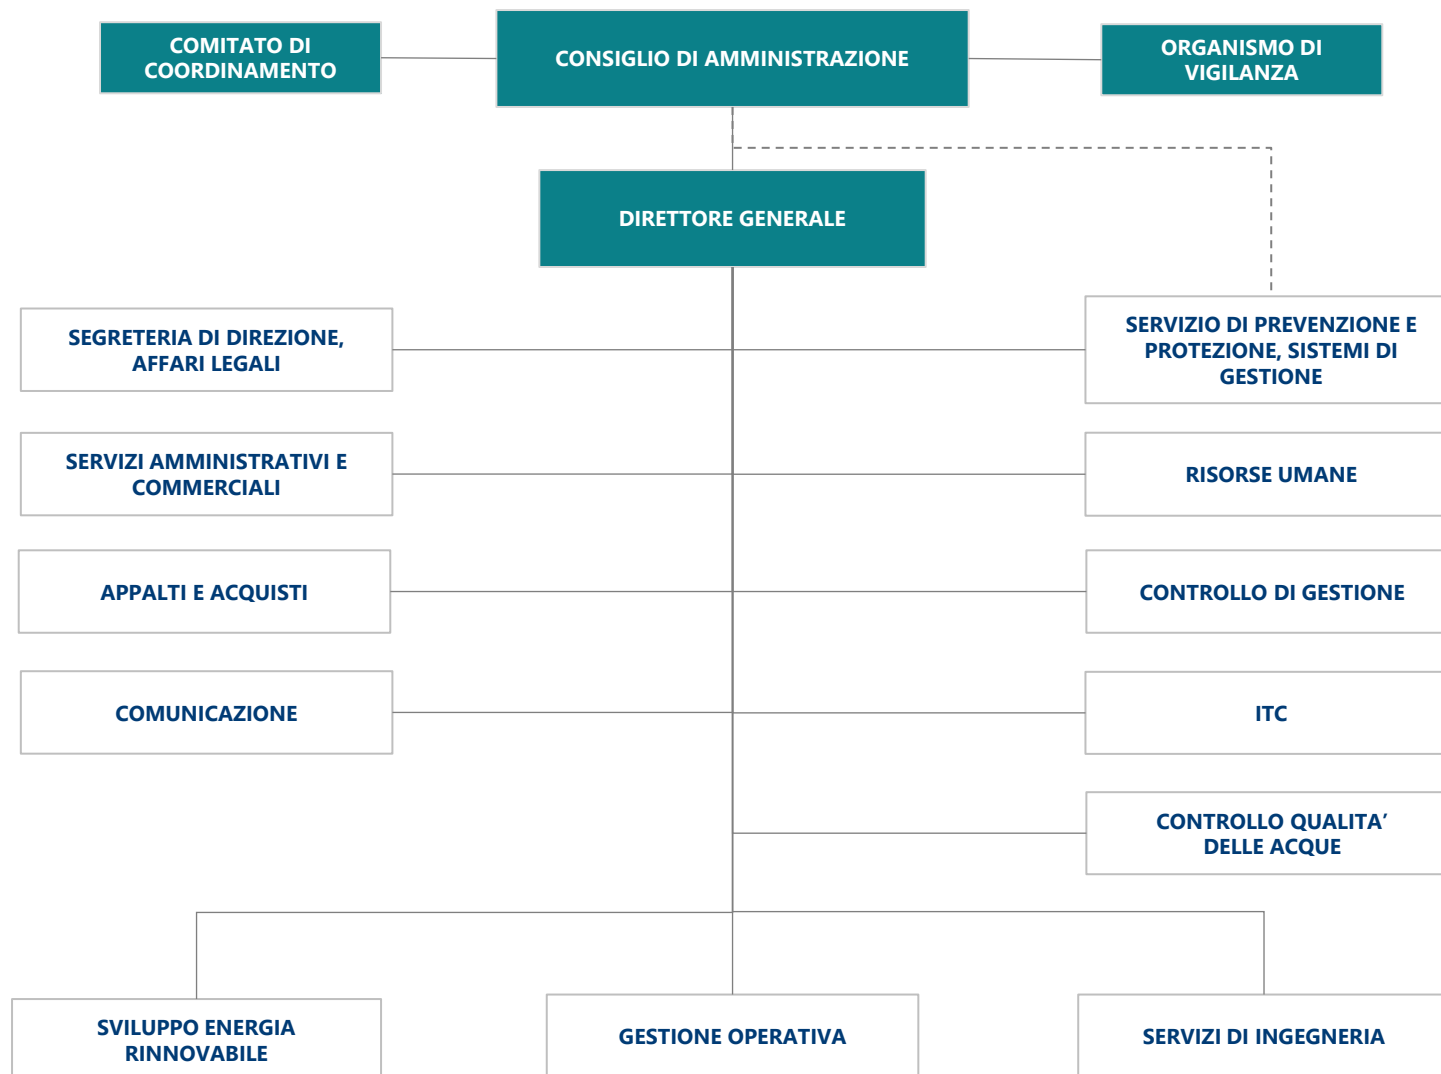 COMITATO DI
COORDINAMENTO
CONSIGLIO DI AMMINISTRAZIONE
ORGANISMO DI
VIGILANZA
DIRETTORE GENERALE
SEGRETERIA DI DIREZIONE,
AFFARI LEGALI
SERVIZIO DI PREVENZIONE E
PROTEZIONE, SISTEMI DI
GESTIONE
SERVIZI AMMINISTRATIVI E
COMMERCIALI
RISORSE UMANE
APPALTI E ACQUISTI
CONTROLLO DI GESTIONE
COMUNICAZIONE
ITC
CONTROLLO QUALITA’
DELLE ACQUE
SVILUPPO ENERGIA
RINNOVABILE
GESTIONE OPERATIVA
SERVIZI DI INGEGNERIA